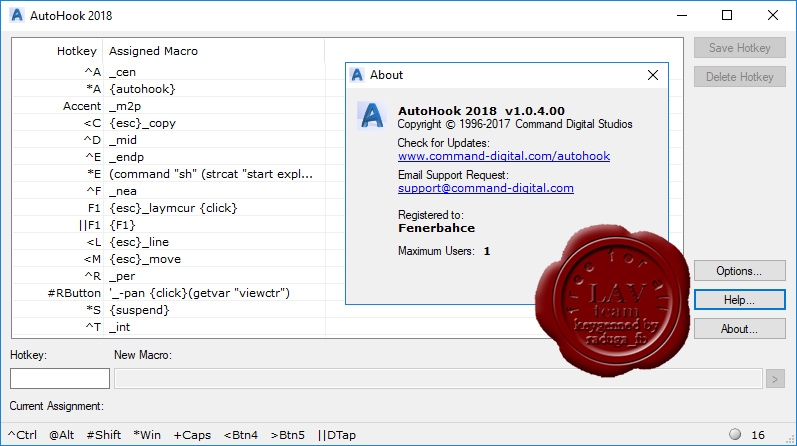 AutoHook 2018
Hotkey Assigned Macro
^A _cen
*A {autohook}
Accent _m2p
<C {esc}_copy
^D _mid
^E _endp
*E (command "sh" (strcat "start expl...
^F _nea
F1 {esc}_laymcur {click}
||F1 {F1}
<L {esc}_line
<M {esc}_move
^R _per
#RButton '_-pan {click}(getvar "viewctr")
*S {suspend}
^T _int
Save Hotkey
Delete Hotkey
About
AutoHook 2018 v1.0.4.00
Copyright © 1996-2017 Command Digital Studios
Check for Updates:
www.command-digital.com/autohook
Email Support Request:
support@command-digital.com
Registered to:
Fenerbahce
Maximum Users: 1
free for all
LAV
team
keygenned by
raduga_fb
Options...
Help...
About...
Hotkey: New Macro:
>
Current Assignment:
^Ctrl @Alt #Shift *Win +Caps <Btn4 >Btn5 ||DTap 16